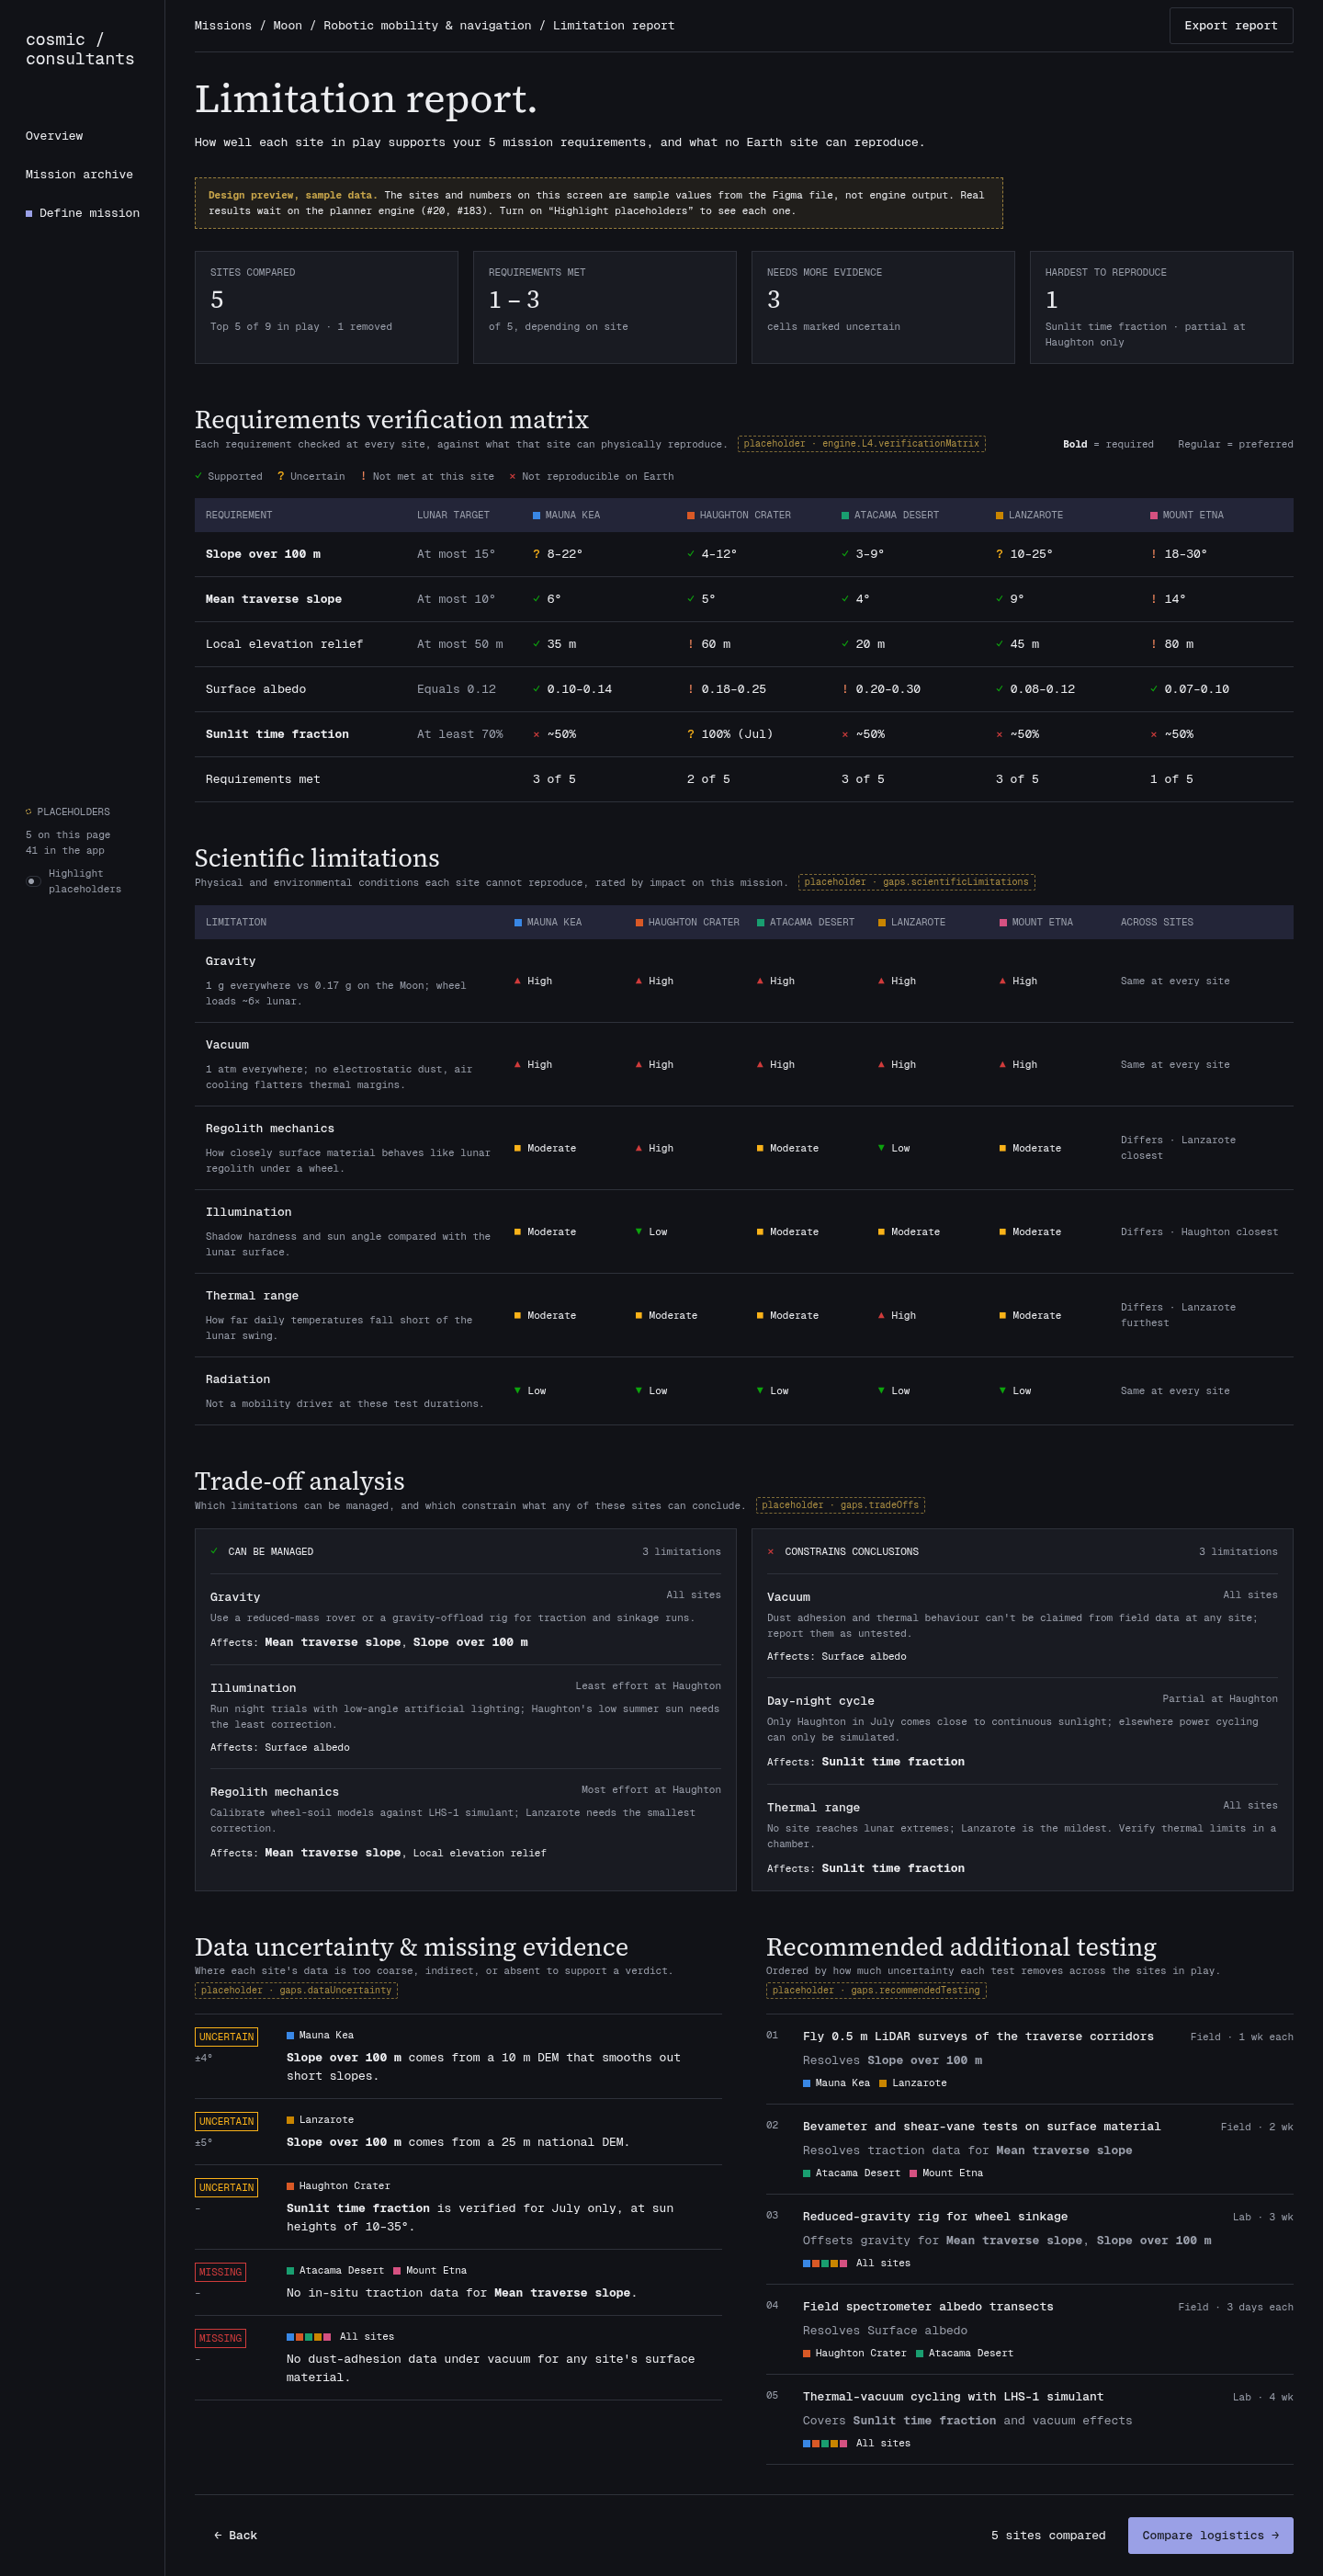 cosmic /
consultants
Overview
Mission archive
Define mission
PLACEHOLDERS
5 on this page
41 in the app
Highlight
placeholders
Missions / Moon / Robotic mobility & navigation / Limitation report
Export report
Limitation report.
How well each site in play supports your 5 mission requirements, and what no Earth site can reproduce.
Design preview, sample data. The sites and numbers on this screen are sample values from the Figma file, not engine output. Real
results wait on the planner engine (#20, #183). Turn on “Highlight placeholders” to see each one.
SITES COMPARED
5
Top 5 of 9 in play · 1 removed
REQUIREMENTS MET
1 – 3
of 5, depending on site
NEEDS MORE EVIDENCE
3
cells marked uncertain
HARDEST TO REPRODUCE
1
Sunlit time fraction · partial at
Haughton only
Requirements verification matrix
Each requirement checked at every site, against what that site can physically reproduce. placeholder · engine.L4.verificationMatrix
Bold = required Regular = preferred
✓ Supported ? Uncertain ! Not met at this site × Not reproducible on Earth
REQUIREMENT LUNAR TARGET MAUNA KEA HAUGHTON CRATER ATACAMA DESERT LANZAROTE MOUNT ETNA
Slope over 100 m At most 15° ? 8–22° ✓ 4–12° ✓ 3–9° ? 10–25° ! 18–30°
Mean traverse slope At most 10° ✓ 6° ✓ 5° ✓ 4° ✓ 9° ! 14°
Local elevation relief At most 50 m ✓ 35 m ! 60 m ✓ 20 m ✓ 45 m ! 80 m
Surface albedo Equals 0.12 ✓ 0.10–0.14 ! 0.18–0.25 ! 0.20–0.30 ✓ 0.08–0.12 ✓ 0.07–0.10
Sunlit time fraction At least 70% × ~50% ? 100% (Jul) × ~50% × ~50% × ~50%
Requirements met 3 of 5 2 of 5 3 of 5 3 of 5 1 of 5
Scientific limitations
Physical and environmental conditions each site cannot reproduce, rated by impact on this mission. placeholder · gaps.scientificLimitations
LIMITATION MAUNA KEA HAUGHTON CRATER ATACAMA DESERT LANZAROTE MOUNT ETNA ACROSS SITES
Gravity
1 g everywhere vs 0.17 g on the Moon; wheel
loads ~6× lunar.
▲ High ▲ High ▲ High ▲ High ▲ High Same at every site
Vacuum
1 atm everywhere; no electrostatic dust, air
cooling flatters thermal margins.
▲ High ▲ High ▲ High ▲ High ▲ High Same at every site
Regolith mechanics
How closely surface material behaves like lunar
regolith under a wheel.
■ Moderate ▲ High ■ Moderate ▼ Low ■ Moderate Differs · Lanzarote
closest
Illumination
Shadow hardness and sun angle compared with the
lunar surface.
■ Moderate ▼ Low ■ Moderate ■ Moderate ■ Moderate Differs · Haughton closest
Thermal range
How far daily temperatures fall short of the
lunar swing.
■ Moderate ■ Moderate ■ Moderate ▲ High ■ Moderate Differs · Lanzarote
furthest
Radiation
Not a mobility driver at these test durations.
▼ Low ▼ Low ▼ Low ▼ Low ▼ Low Same at every site
Trade-off analysis
Which limitations can be managed, and which constrain what any of these sites can conclude. placeholder · gaps.tradeOffs
✓ CAN BE MANAGED 3 limitations
Gravity All sites
Use a reduced-mass rover or a gravity-offload rig for traction and sinkage runs.
Affects: Mean traverse slope, Slope over 100 m
Illumination Least effort at Haughton
Run night trials with low-angle artificial lighting; Haughton's low summer sun needs
the least correction.
Affects: Surface albedo
Regolith mechanics Most effort at Haughton
Calibrate wheel-soil models against LHS-1 simulant; Lanzarote needs the smallest
correction.
Affects: Mean traverse slope, Local elevation relief
× CONSTRAINS CONCLUSIONS 3 limitations
Vacuum All sites
Dust adhesion and thermal behaviour can't be claimed from field data at any site;
report them as untested.
Affects: Surface albedo
Day-night cycle Partial at Haughton
Only Haughton in July comes close to continuous sunlight; elsewhere power cycling
can only be simulated.
Affects: Sunlit time fraction
Thermal range All sites
No site reaches lunar extremes; Lanzarote is the mildest. Verify thermal limits in a
chamber.
Affects: Sunlit time fraction
Data uncertainty & missing evidence
Where each site's data is too coarse, indirect, or absent to support a verdict.
placeholder · gaps.dataUncertainty
UNCERTAIN Mauna Kea
±4° Slope over 100 m comes from a 10 m DEM that smooths out
short slopes.
UNCERTAIN Lanzarote
±5° Slope over 100 m comes from a 25 m national DEM.
UNCERTAIN Haughton Crater
– Sunlit time fraction is verified for July only, at sun
heights of 10–35°.
MISSING Atacama Desert Mount Etna
– No in-situ traction data for Mean traverse slope.
MISSING All sites
– No dust-adhesion data under vacuum for any site's surface
material.
Recommended additional testing
Ordered by how much uncertainty each test removes across the sites in play.
placeholder · gaps.recommendedTesting
01 Fly 0.5 m LiDAR surveys of the traverse corridors Field · 1 wk each
Resolves Slope over 100 m
Mauna Kea Lanzarote
02 Bevameter and shear-vane tests on surface material Field · 2 wk
Resolves traction data for Mean traverse slope
Atacama Desert Mount Etna
03 Reduced-gravity rig for wheel sinkage Lab · 3 wk
Offsets gravity for Mean traverse slope, Slope over 100 m
All sites
04 Field spectrometer albedo transects Field · 3 days each
Resolves Surface albedo
Haughton Crater Atacama Desert
05 Thermal-vacuum cycling with LHS-1 simulant Lab · 4 wk
Covers Sunlit time fraction and vacuum effects
All sites
← Back
5 sites compared
Compare logistics →